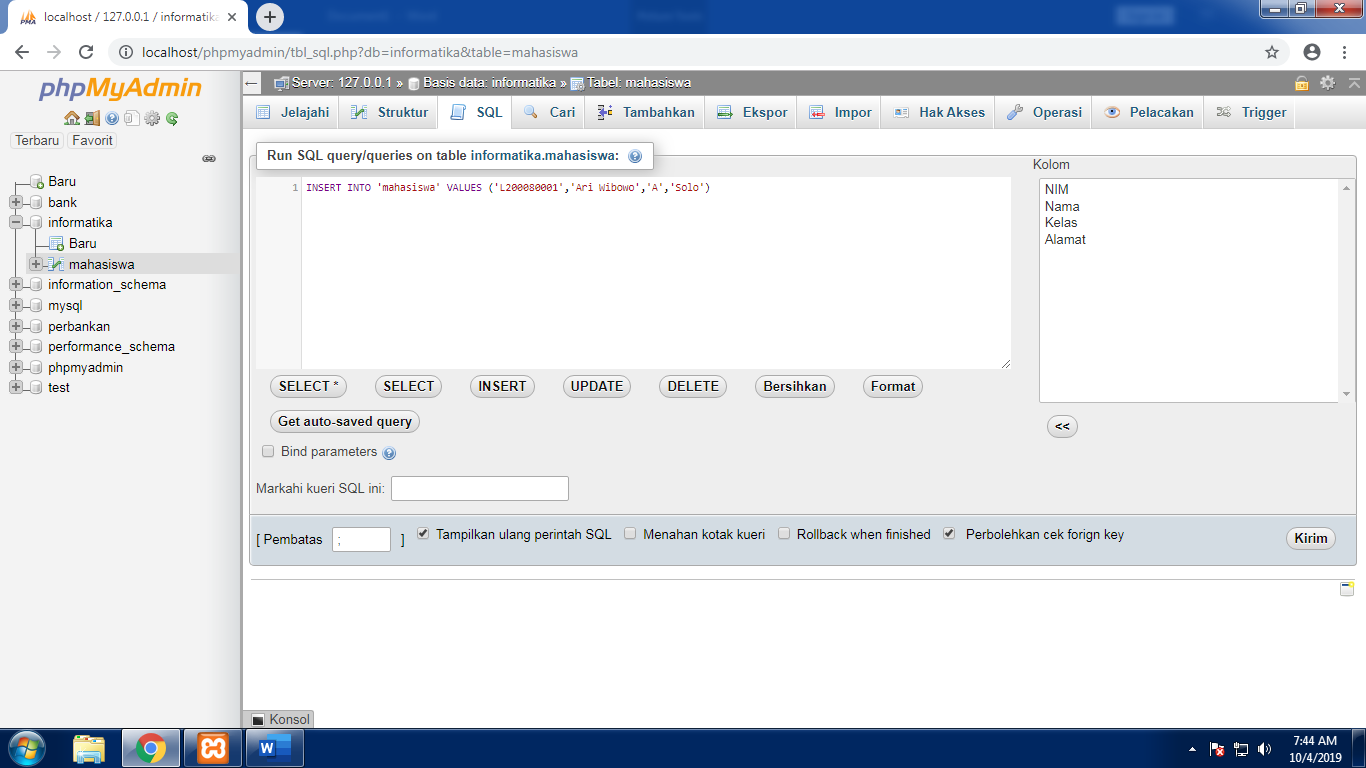 localhost / 127.0.0.1 / informatika
localhost/phpmyadmin/tbl_sql.php?db=informatika&table=mahasiswa
phpMyAdmin
Terbaru Favorit
Baru
bank
informatika
Baru
mahasiswa
information_schema
mysql
perbankan
performance_schema
phpmyadmin
test
Server: 127.0.0.1 » Basis data: informatika » Tabel: mahasiswa
Jelajahi Struktur SQL Cari Tambahkan Ekspor Impor Hak Akses Operasi Pelacakan Trigger
Run SQL query/queries on table informatika.mahasiswa:
1 INSERT INTO 'mahasiswa' VALUES ('L200080001','Ari Wibowo','A','Solo')
Kolom
NIM
Nama
Kelas
Alamat
<<
SELECT * SELECT INSERT UPDATE DELETE Bersihkan Format
Get auto-saved query
Bind parameters
Markahi kueri SQL ini:
[ Pembatas ; ] Tampilkan ulang perintah SQL Menahan kotak kueri Rollback when finished Perbolehkan cek forign key Kirim
Konsol
7:44 AM
10/4/2019